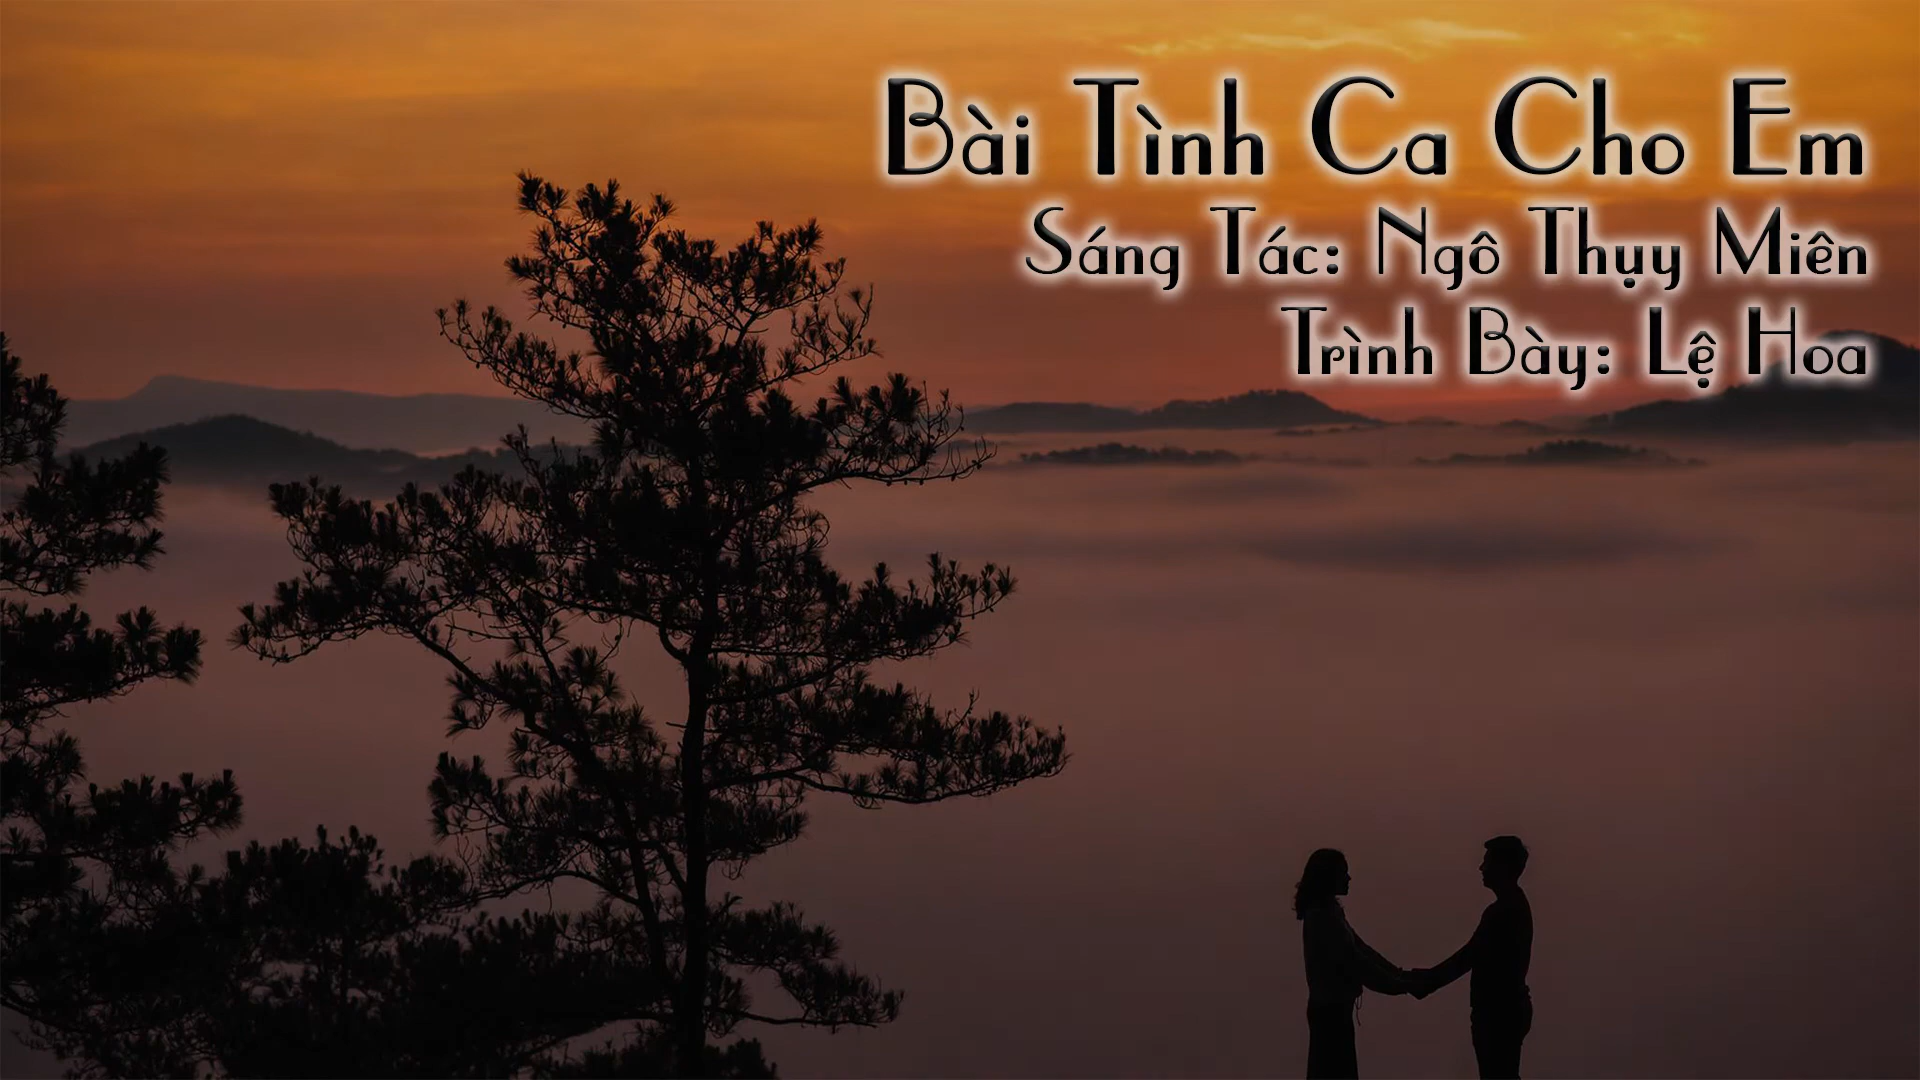 Bài Tình Ca Cho Em
Sáng Tác: Ngô Thụy Miên
Trình Bày: Lệ Hoa